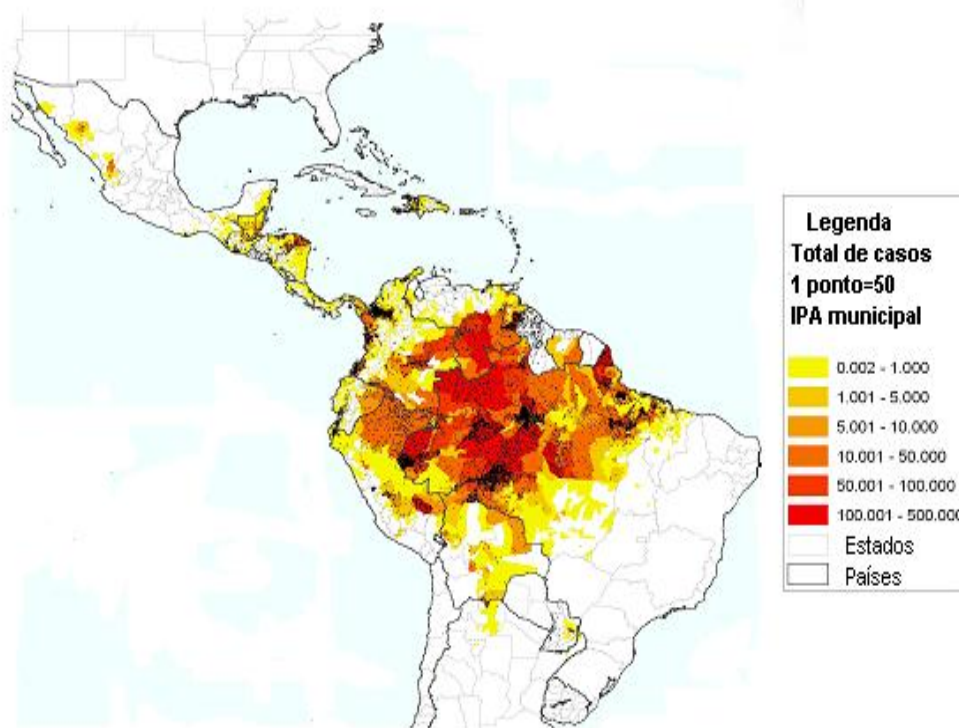 Legenda
Total de casos
1 ponto=50
IPA municipal
0.002 - 1.000
1.001 - 5.000
5.001 - 10.000
10.001 - 50.000
50.001 - 100.000
100.001 - 500.000
Estados
Países